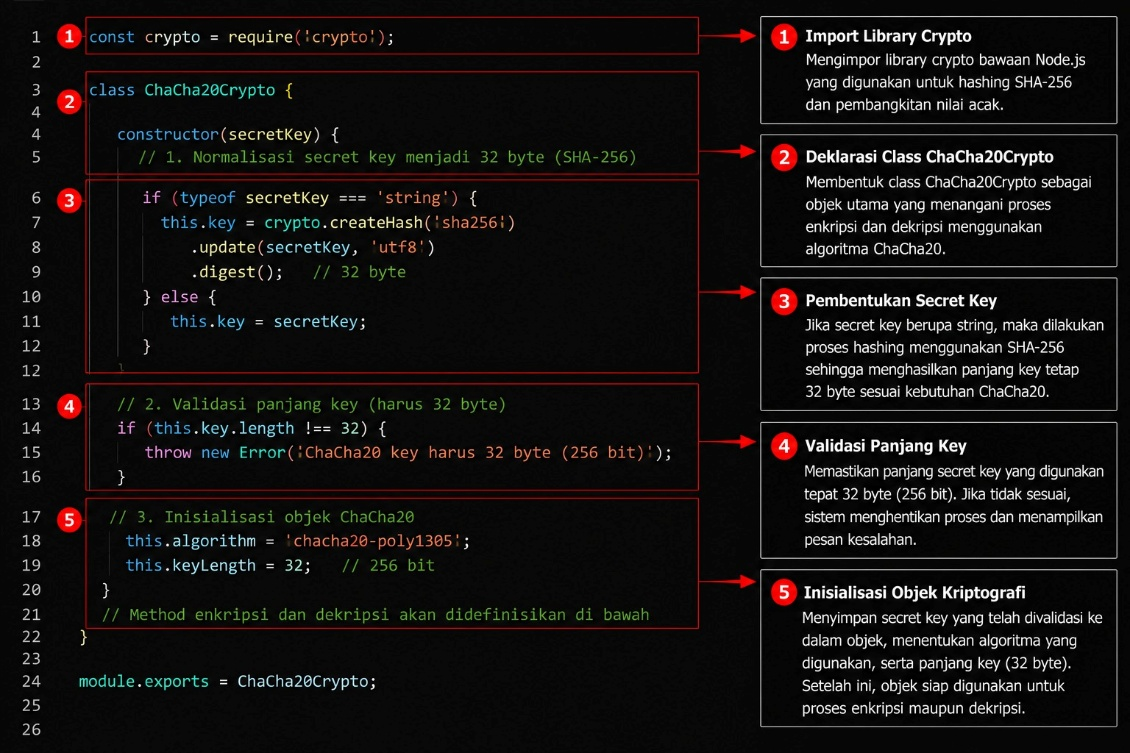 1 1 const crypto = require('crypto');
2
3 class ChaCha20Crypto {
4 2
4 constructor(secretKey) {
5 // 1. Normalisasi secret key menjadi 32 byte (SHA-256)
6 3 if (typeof secretKey === 'string') {
7 this.key = crypto.createHash('sha256')
8 .update(secretKey, 'utf8')
9 .digest(); // 32 byte
10 } else {
11 this.key = secretKey;
12 }
12 }
13 4 // 2. Validasi panjang key (harus 32 byte)
14 if (this.key.length !== 32) {
15 throw new Error('ChaCha20 key harus 32 byte (256 bit)');
16 }
17 5 // 3. Inisialisasi objek ChaCha20
18 this.algorithm = 'chacha20-poly1305';
19 this.keyLength = 32; // 256 bit
20 }
21 // Method enkripsi dan dekripsi akan didefinisikan di bawah
22 }
23
24 module.exports = ChaCha20Crypto;
25
26
1 Import Library Crypto
Mengimpor library crypto bawaan Node.js
yang digunakan untuk hashing SHA-256
dan pembangkitan nilai acak.
2 Deklarasi Class ChaCha20Crypto
Membentuk class ChaCha20Crypto sebagai
objek utama yang menangani proses
enkripsi dan dekripsi menggunakan
algoritma ChaCha20.
3 Pembentukan Secret Key
Jika secret key berupa string, maka dilakukan
proses hashing menggunakan SHA-256
sehingga menghasilkan panjang key tetap
32 byte sesuai kebutuhan ChaCha20.
4 Validasi Panjang Key
Memastikan panjang secret key yang digunakan
tepat 32 byte (256 bit). Jika tidak sesuai,
sistem menghentikan proses dan menampilkan
pesan kesalahan.
5 Inisialisasi Objek Kriptografi
Menyimpan secret key yang telah divalidasi ke
dalam objek, menentukan algoritma yang
digunakan, serta panjang key (32 byte).
Setelah ini, objek siap digunakan untuk
proses enkripsi maupun dekripsi.